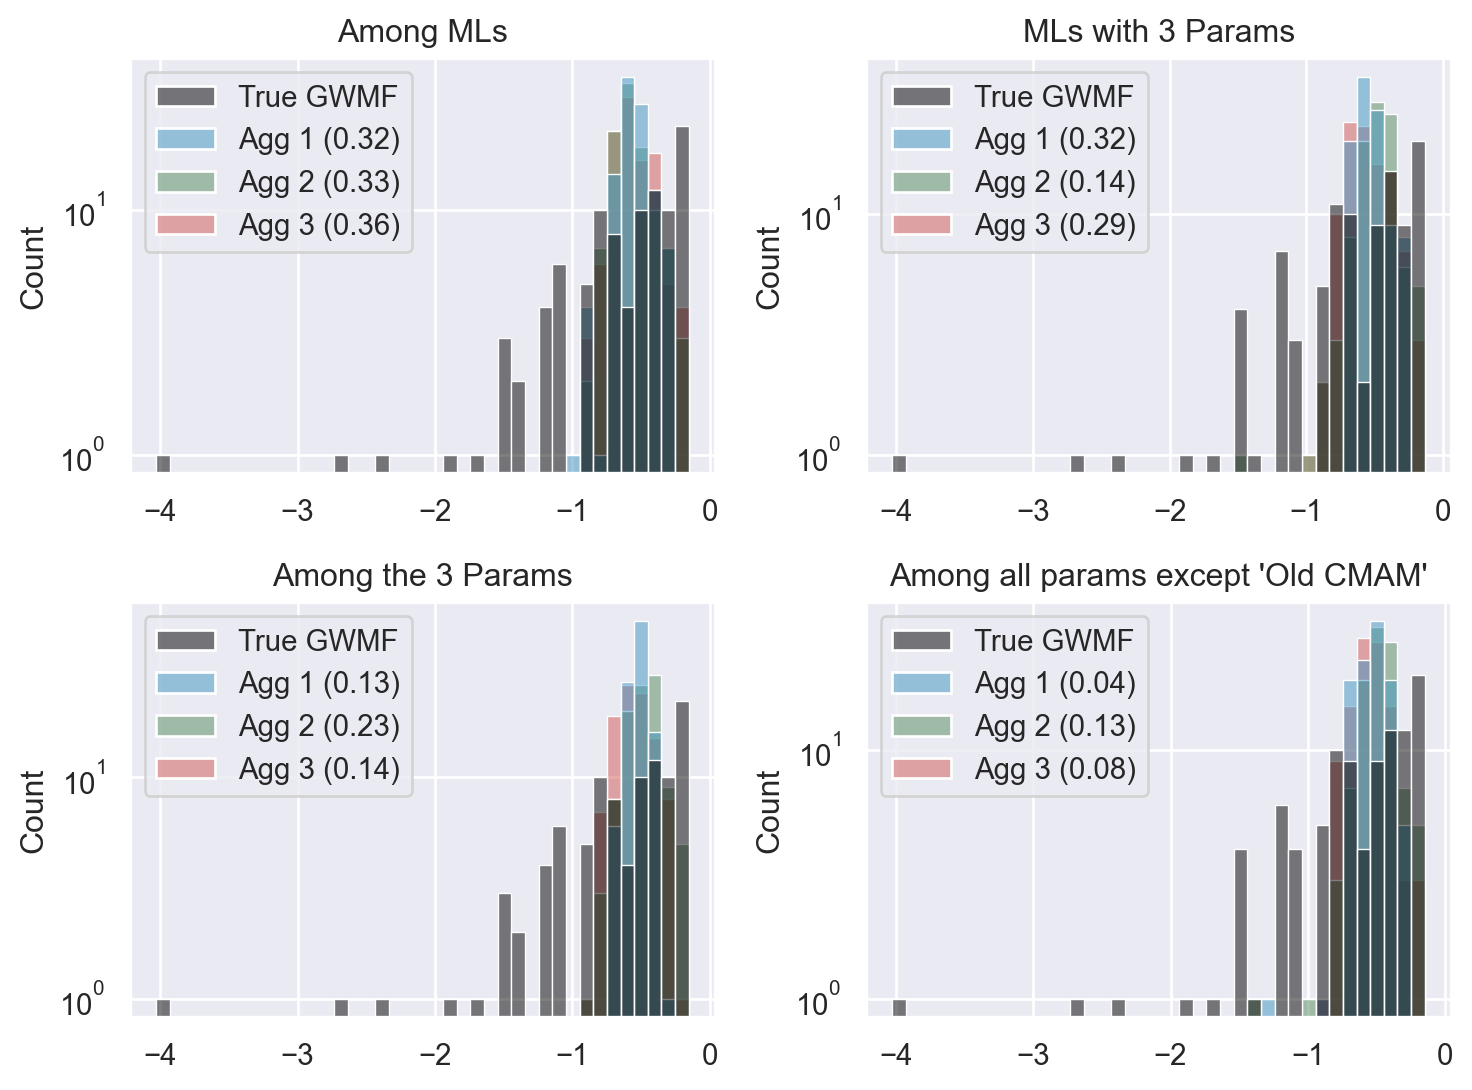 Among MLs
True GWMF
Agg 1 (0.32)
Agg 2 (0.33)
Agg 3 (0.36)
Count
10^1
10^0
−4 −3 −2 −1 0
MLs with 3 Params
True GWMF
Agg 1 (0.32)
Agg 2 (0.14)
Agg 3 (0.29)
Count
10^1
10^0
−4 −3 −2 −1 0
Among the 3 Params
True GWMF
Agg 1 (0.13)
Agg 2 (0.23)
Agg 3 (0.14)
Count
10^1
10^0
−4 −3 −2 −1 0
Among all params except 'Old CMAM'
True GWMF
Agg 1 (0.04)
Agg 2 (0.13)
Agg 3 (0.08)
Count
10^1
10^0
−4 −3 −2 −1 0